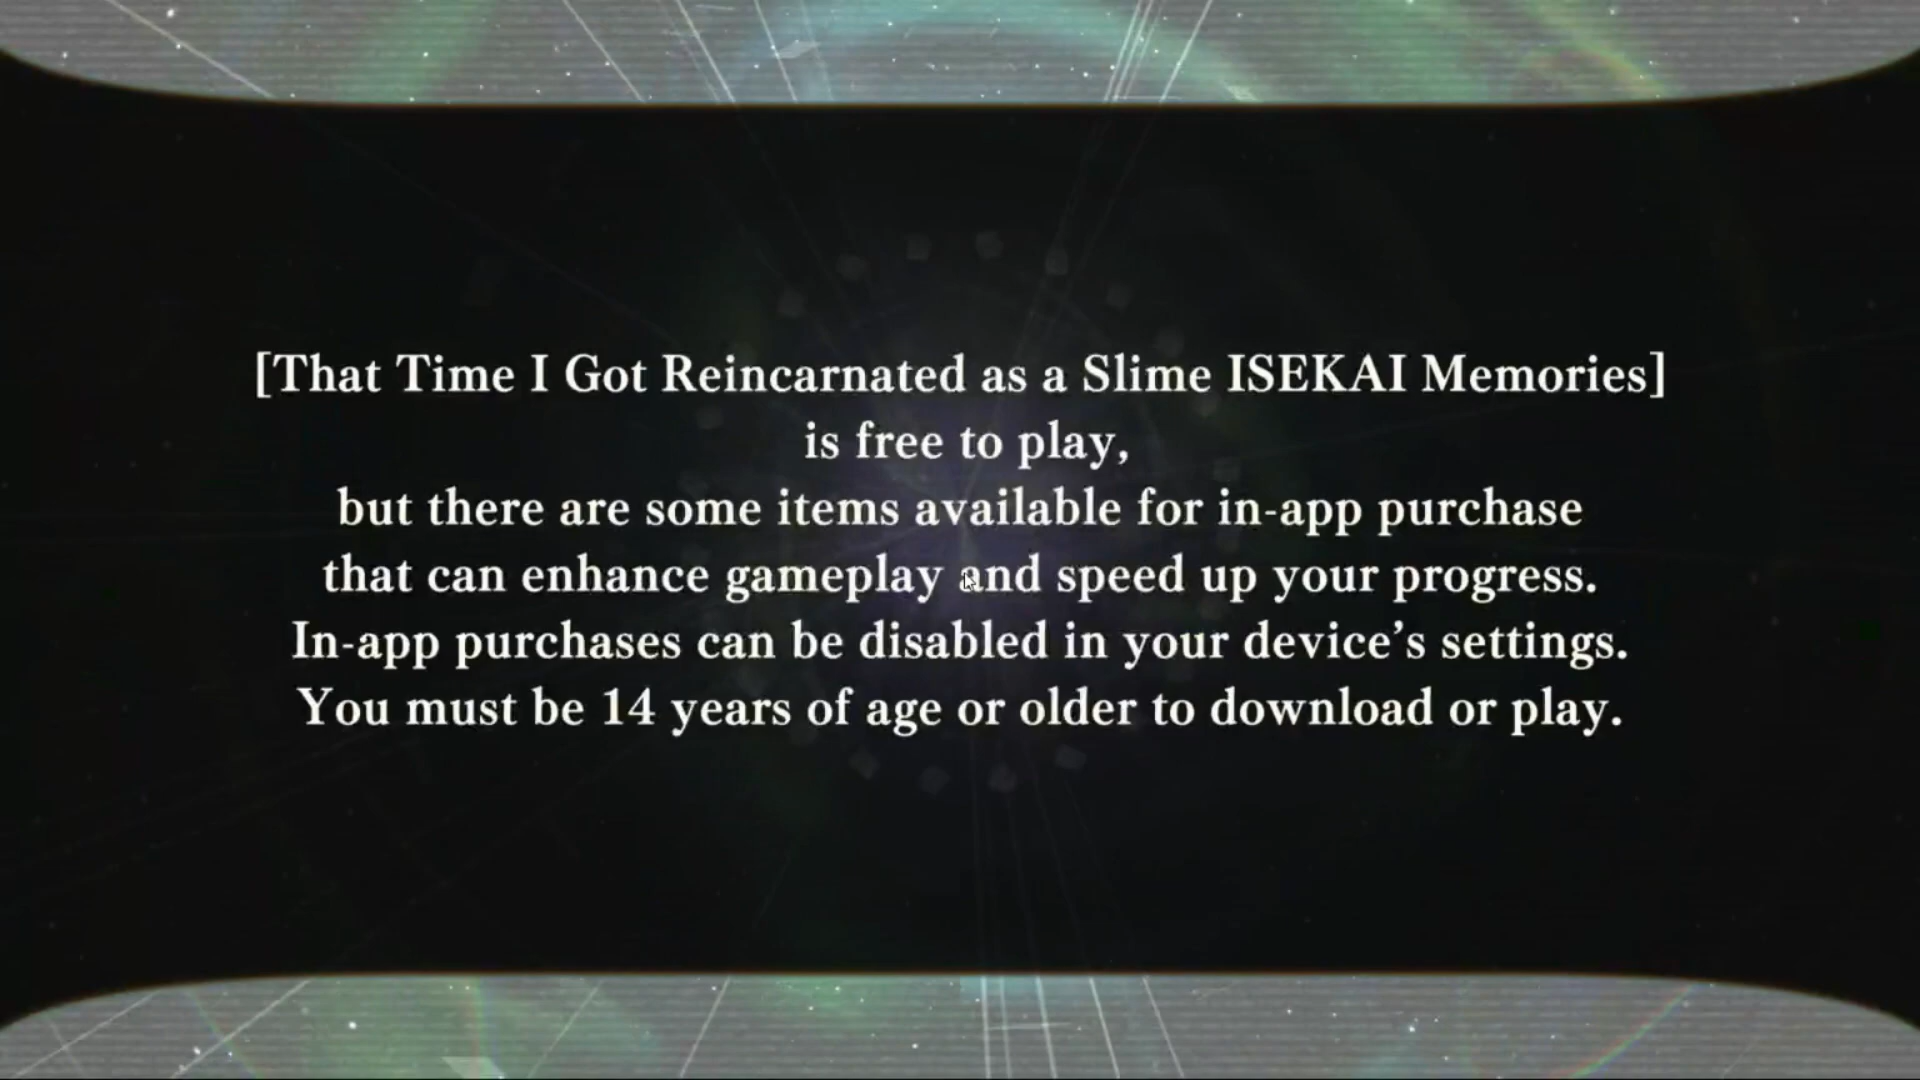 [That Time I Got Reincarnated as a Slime ISEKAI Memories]
is free to play,
but there are some items available for in-app purchase
that can enhance gameplay and speed up your progress.
In-app purchases can be disabled in your device’s settings.
You must be 14 years of age or older to download or play.